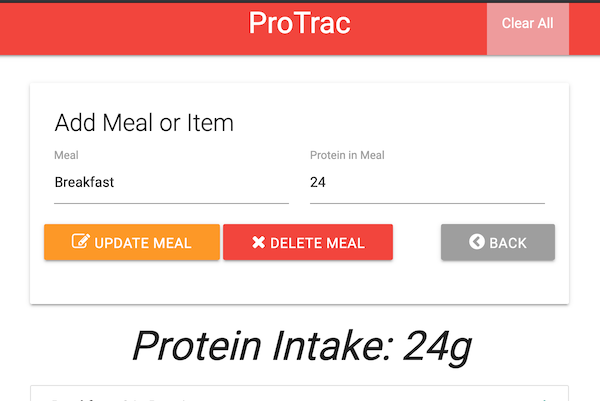 ProTrac
Clear All
Add Meal or Item
Meal
Protein in Meal
Breakfast
24
UPDATE MEAL
DELETE MEAL
BACK
Protein Intake: 24g